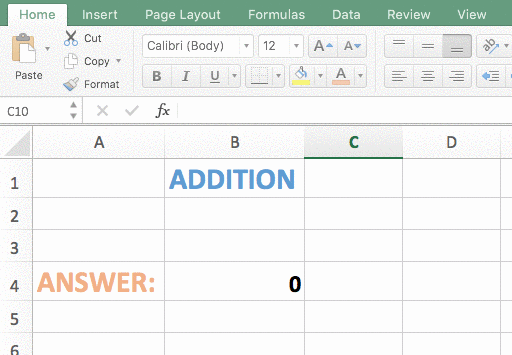 Home Insert Page Layout Formulas Data Review View
Cut
Calibri (Body) 12 A A
Copy
Paste
Format
B I U A
C10 fx
A B C D
1 ADDITION
2
3
4 ANSWER: 0
5
6